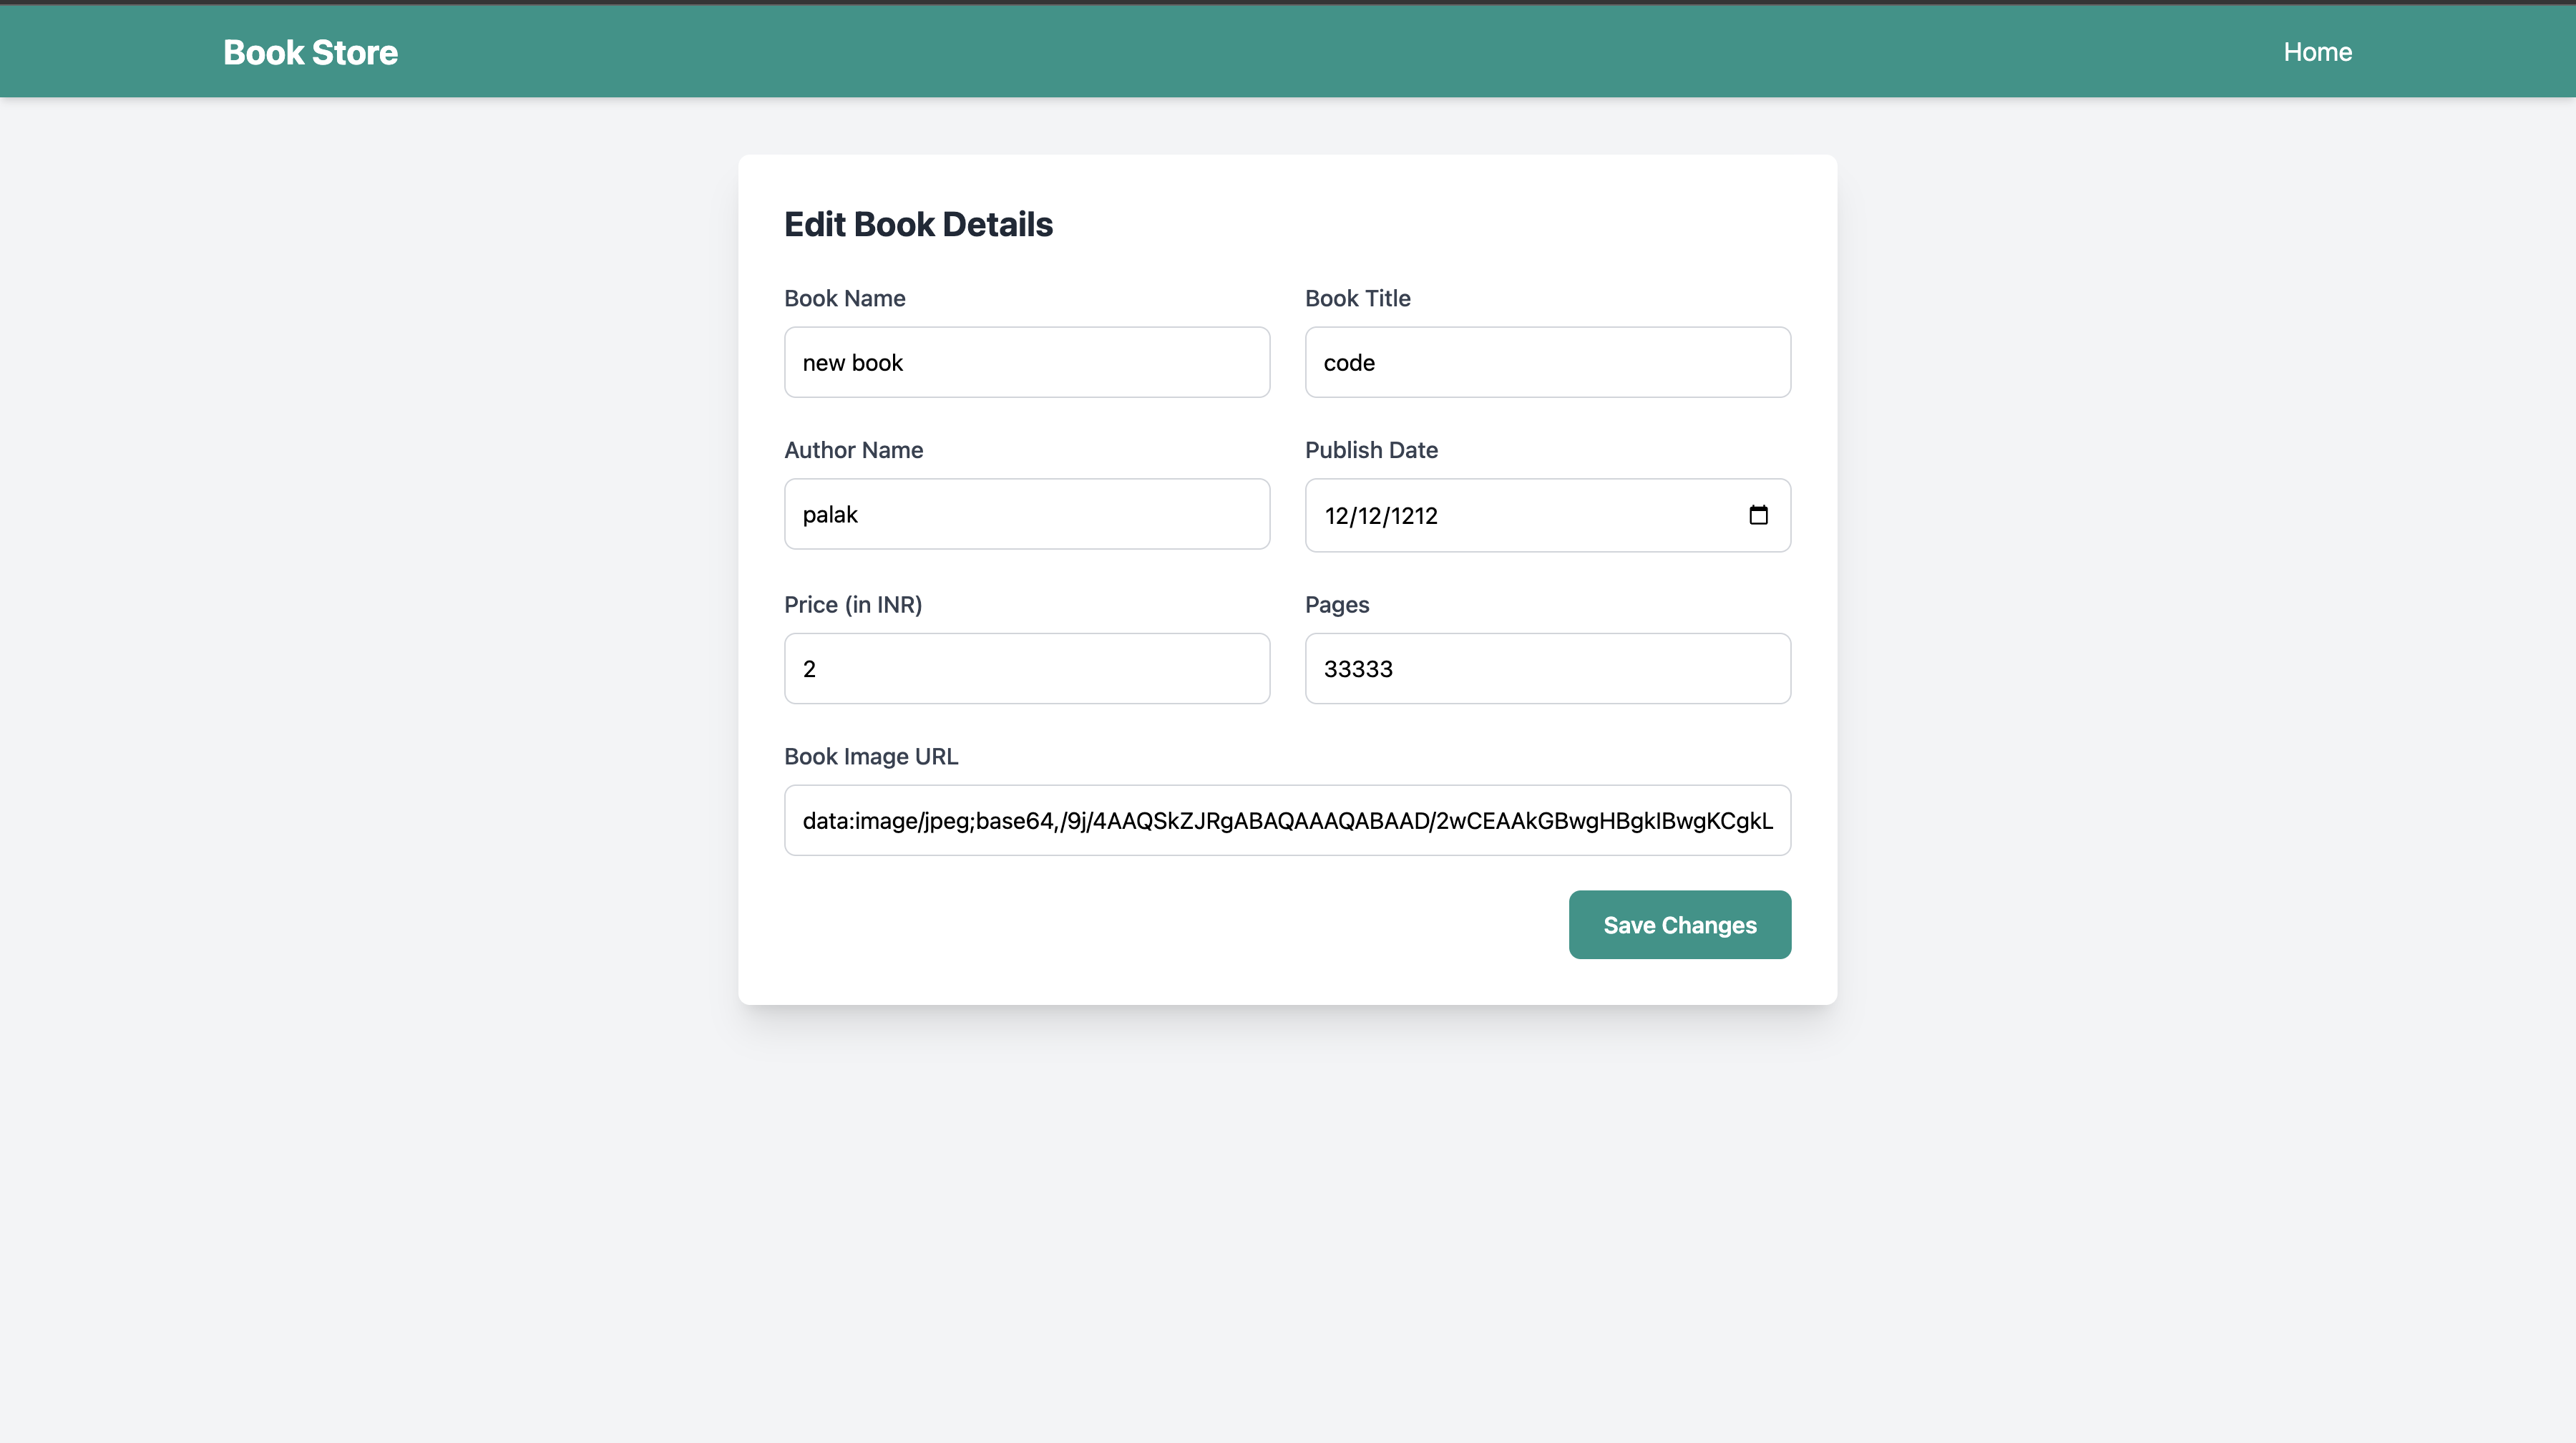 Book Store
Home
Edit Book Details
Book Name
Book Title
new book
code
Author Name
Publish Date
palak
12/12/1212
Price (in INR)
Pages
2
33333
Book Image URL
data:image/jpeg;base64,/9j/4AAQSkZJRgABAQAAAQABAAD/2wCEAAkGBwgHBgkIBwgKCgkL
Save Changes